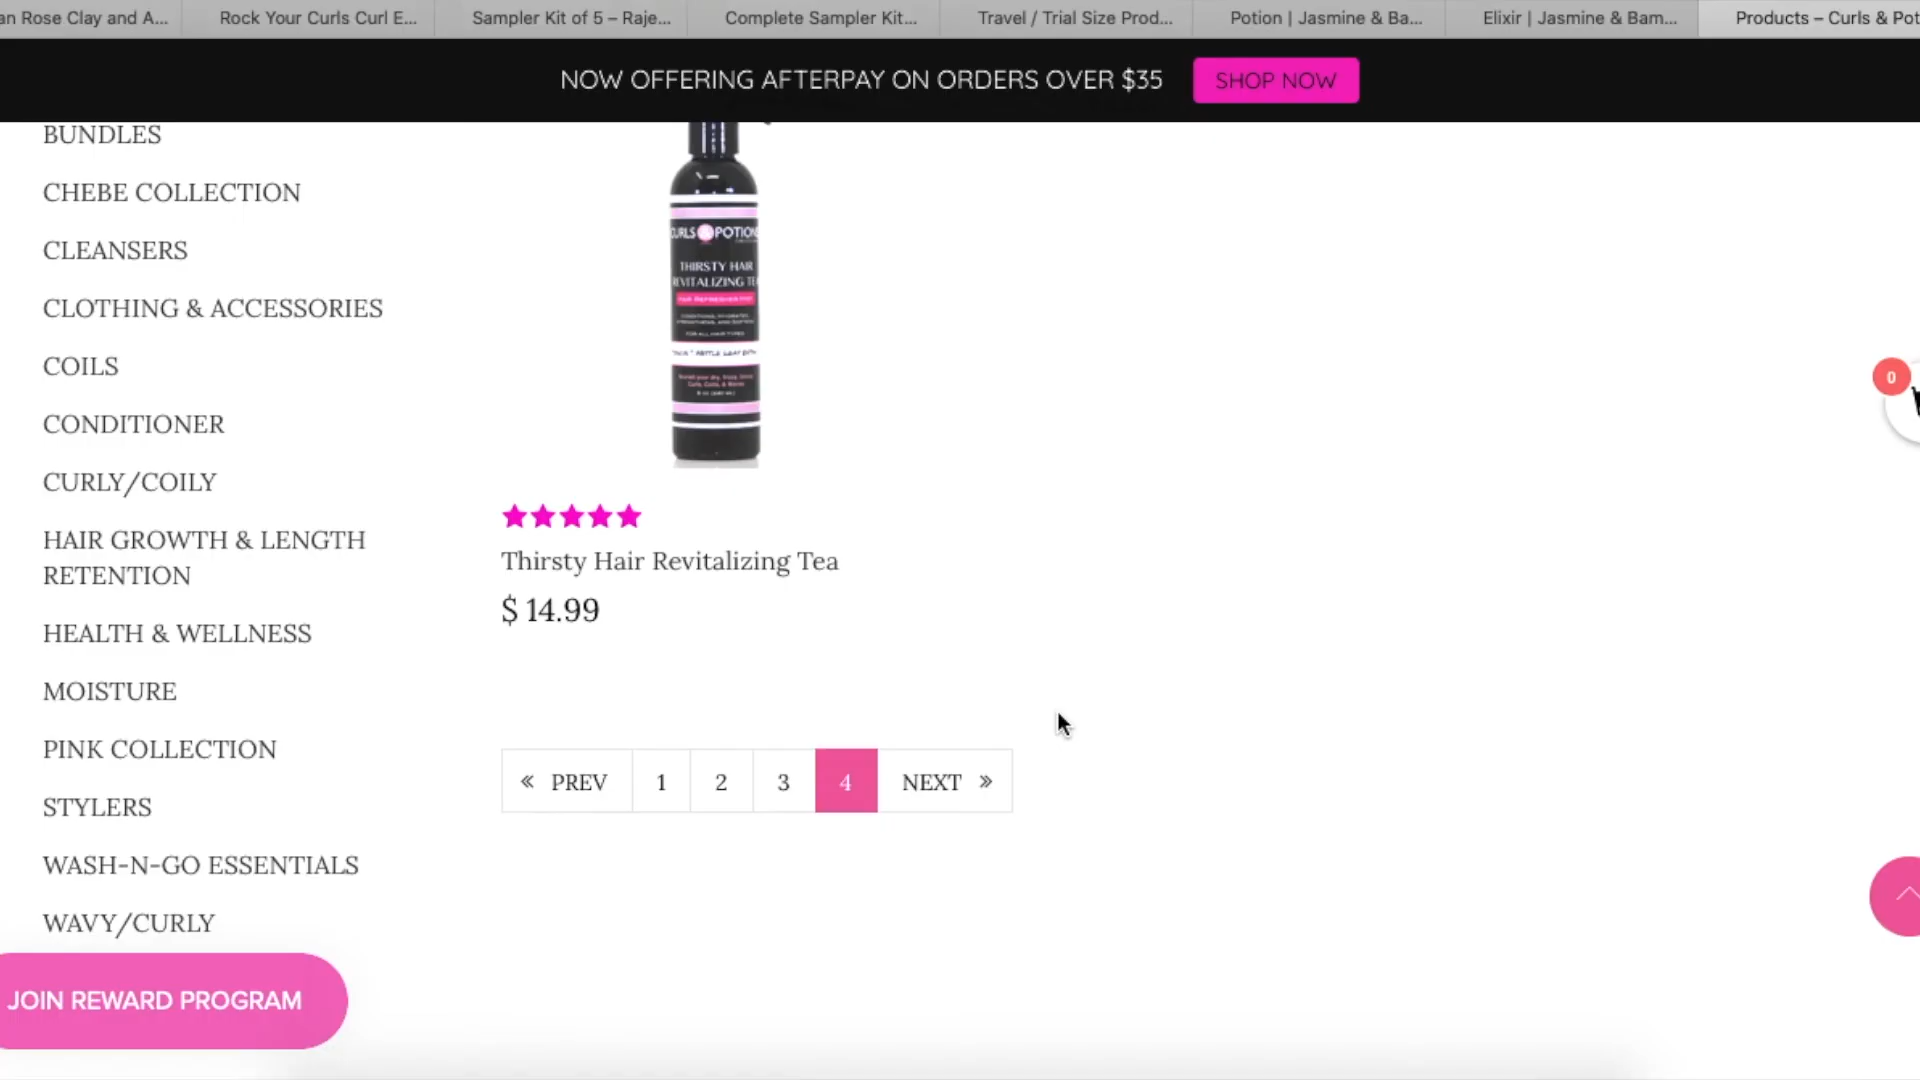 an Rose Clay and A...
Rock Your Curls Curl E...
Sampler Kit of 5 – Raje...
Complete Sampler Kit...
Travel / Trial Size Prod...
Potion | Jasmine & Ba...
Elixir | Jasmine & Bam...
Products – Curls & Pot
NOW OFFERING AFTERPAY ON ORDERS OVER $35
SHOP NOW
BUNDLES
CHEBE COLLECTION
CLEANSERS
CLOTHING & ACCESSORIES
COILS
CONDITIONER
CURLY/COILY
HAIR GROWTH & LENGTH
RETENTION
HEALTH & WELLNESS
MOISTURE
PINK COLLECTION
STYLERS
WASH-N-GO ESSENTIALS
WAVY/CURLY
JOIN REWARD PROGRAM
CURLS & POTION
THIRSTY HAIR
REVITALIZING TE
Thirsty Hair Revitalizing Tea
$ 14.99
« PREV 1 2 3 4 NEXT »
0